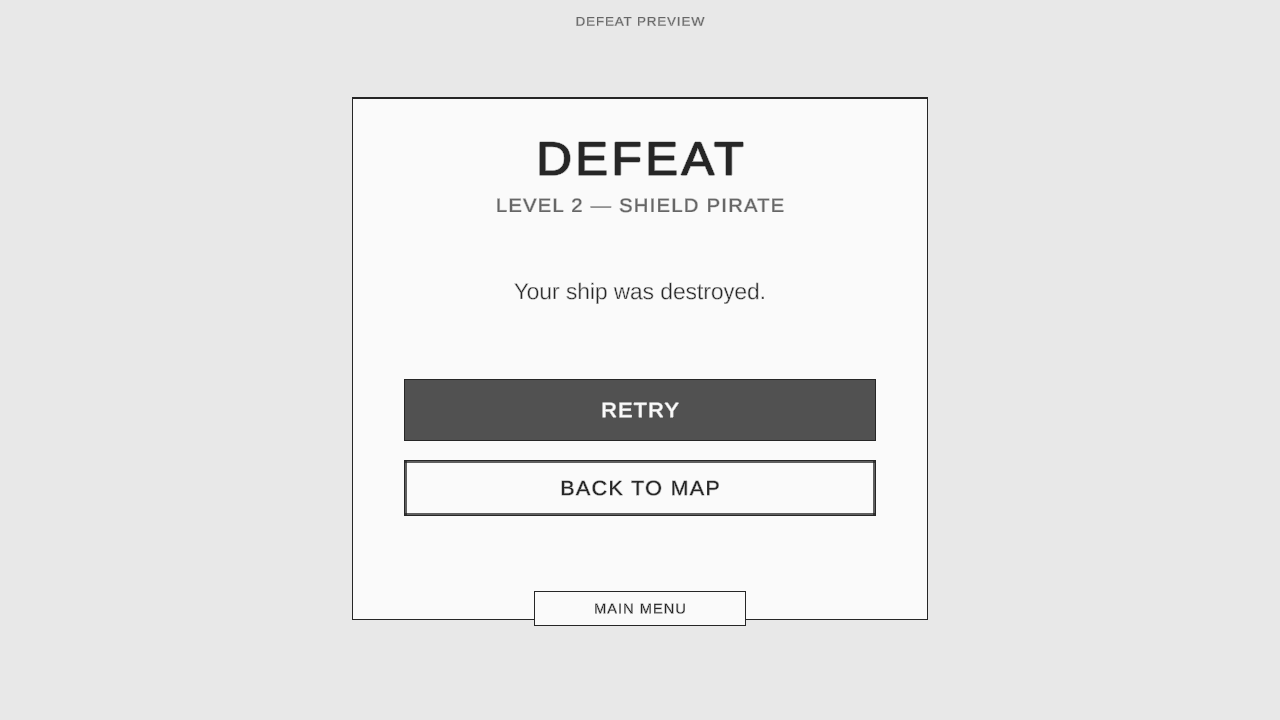 DEFEAT PREVIEW
DEFEAT
LEVEL 2 — SHIELD PIRATE
Your ship was destroyed.
RETRY
BACK TO MAP
MAIN MENU